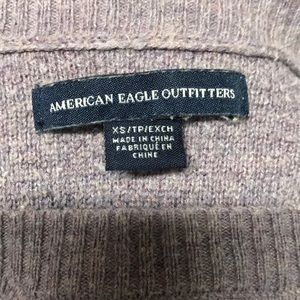 AMERICAN EAGLE OUTFITTERS
XS/TP/EXCH
MADE IN CHINA
FABRIQUÉ EN
CHINE